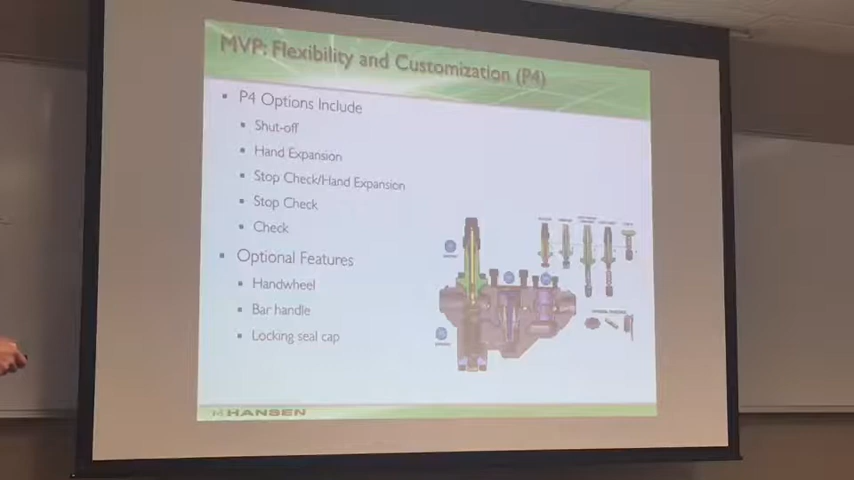 MVP: Flexibility and Customization (P4)
P4 Options Include
Shut-off
Hand Expansion
Stop Check/Hand Expansion
Stop Check
Check
Optional Features
Handwheel
Bar handle
Locking seal cap
HANSEN